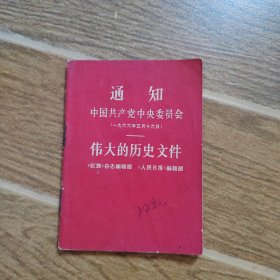 通知
中国共产党中央委员会
（一九六六年五月十六日）
伟大的历史文件
《红旗》杂志编辑部 《人民日报》编辑部